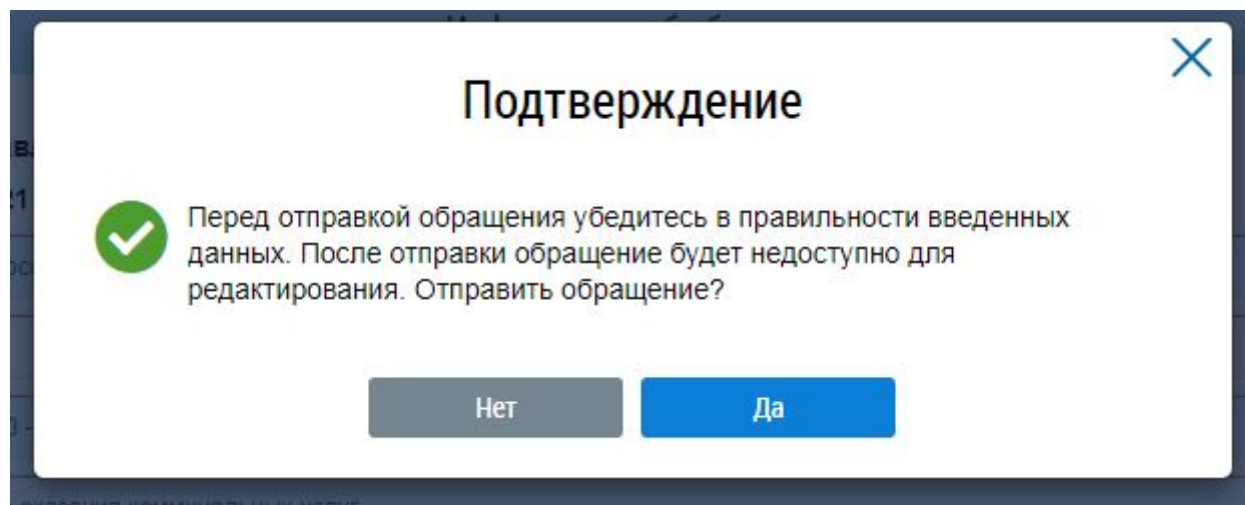 Подтверждение
Перед отправкой обращения убедитесь в правильности введенных
данных. После отправки обращение будет недоступно для
редактирования. Отправить обращение?
Нет
Да